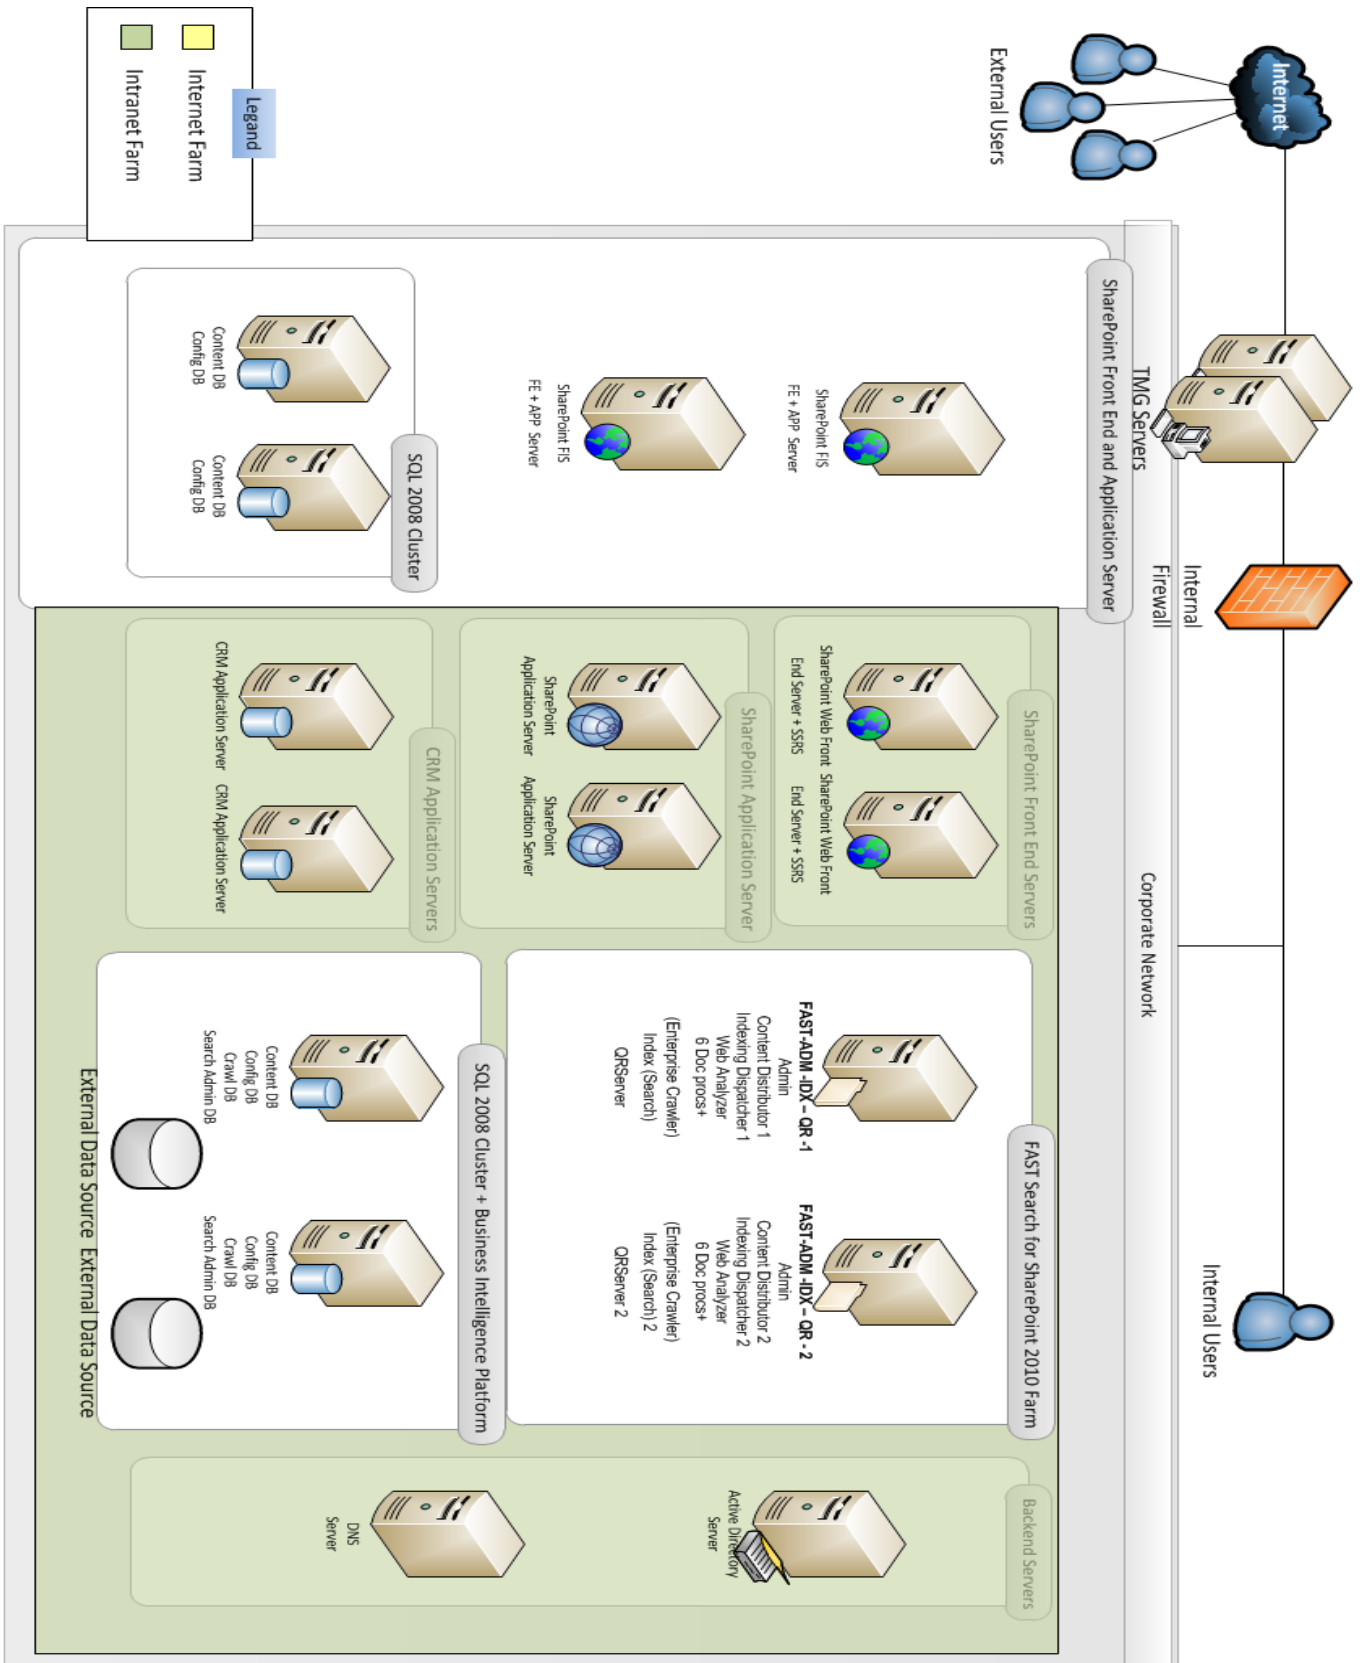 Internet
External Users
TMG Servers
Internal
Firewall
Internal Users
Corporate Network
SharePoint Front End and Application Server
SharePoint FIS
FE + APP Server
SharePoint FIS
FE + APP Server
SQL 2008 Cluster
Content DB
Config DB
Content DB
Config DB
SharePoint Front End Servers
SharePoint Web Front
End Server + SSRS
SharePoint Web Front
End Server + SSRS
SharePoint Application Server
SharePoint
Application Server
SharePoint
Application Server
CRM Application Servers
CRM Application Server
CRM Application Server
FAST Search for SharePoint 2010 Farm
FAST-ADM -IDX – QR -1
Admin
Content Distributor 1
Indexing Dispatcher 1
Web Analyzer
6 Doc procs+
(Enterprise Crawler)
Index (Search)
QRServer
FAST-ADM -IDX – QR - 2
Admin
Content Distributor 2
Indexing Dispatcher 2
Web Analyzer
6 Doc procs+
(Enterprise Crawler)
Index (Search) 2
QRServer 2
SQL 2008 Cluster + Business Intelligence Platform
Content DB
Config DB
Crawl DB
Search Admin DB
Content DB
Config DB
Crawl DB
Search Admin DB
External Data Source
External Data Source
Backend Servers
Active Directory
Server
DNS
Server
Legand
Internet Farm
Intranet Farm